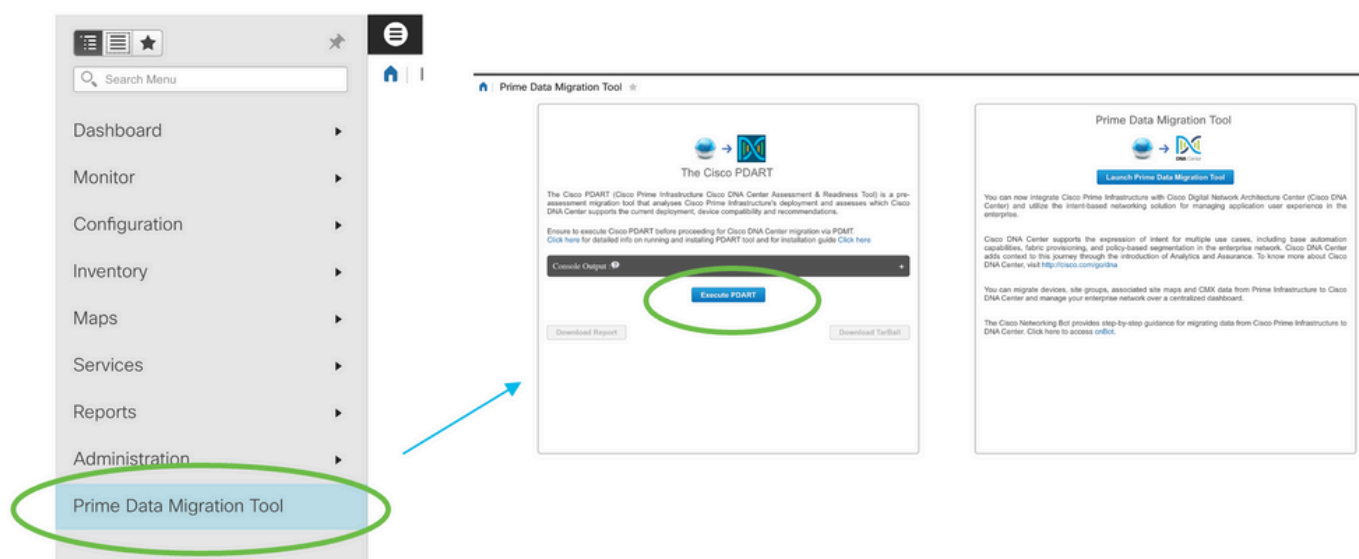 Search Menu
Dashboard
Monitor
Configuration
Inventory
Maps
Services
Reports
Administration
Prime Data Migration Tool
Prime Data Migration Tool
The Cisco PDART
The Cisco PDART (Cisco Prime Infrastructure Cisco DNA Center Assessment & Readiness Tool) is a pre-
assessment migration tool that analyses Cisco Prime Infrastructure's deployment and assesses which Cisco
DNA Center supports the current deployment, device compatibility and recommendations.
Ensure to execute Cisco PDART before proceeding for Cisco DNA Center migration via PDMT.
Click here for detailed info on running and installing PDART tool and for installation guide Click here
Console Output
Execute PDART
Download Report
Download TarBall
Prime Data Migration Tool
DNA Center
Launch Prime Data Migration Tool
You can now integrate Cisco Prime Infrastructure with Cisco Digital Network Architecture Center (Cisco DNA
Center) and utilize the intent-based networking solution for managing application user experience in the
enterprise.
Cisco DNA Center supports the expression of intent for multiple use cases, including base automation
capabilities, fabric provisioning, and policy-based segmentation in the enterprise network. Cisco DNA Center
adds context to this journey through the introduction of Analytics and Assurance. To know more about Cisco
DNA Center, visit http://cisco.com/go/dna
You can migrate devices, site groups, associated site maps and CMX data from Prime Infrastructure to Cisco
DNA Center and manage your enterprise network over a centralized dashboard.
The Cisco Networking Bot provides step-by-step guidance for migrating data from Cisco Prime Infrastructure to
DNA Center. Click here to access cnBot.